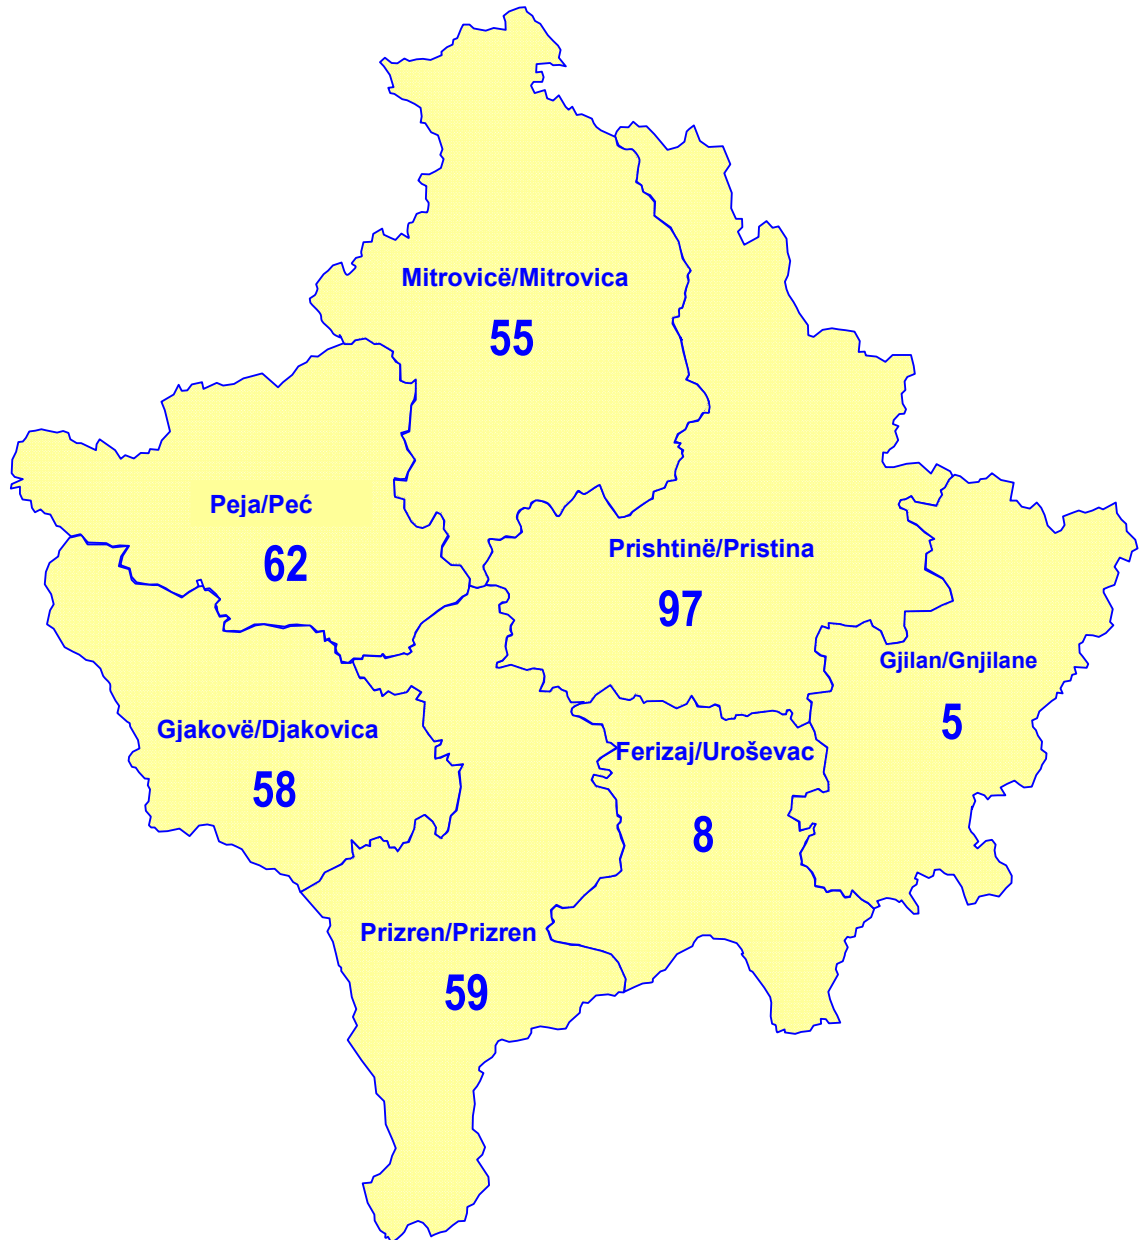 Mitrovicë/Mitrovica
55
Peja/Peć
62
Prishtinë/Pristina
97
Gjilan/Gnjilane
5
Gjakovë/Djakovica
58
Ferizaj/Uroševac
8
Prizren/Prizren
59